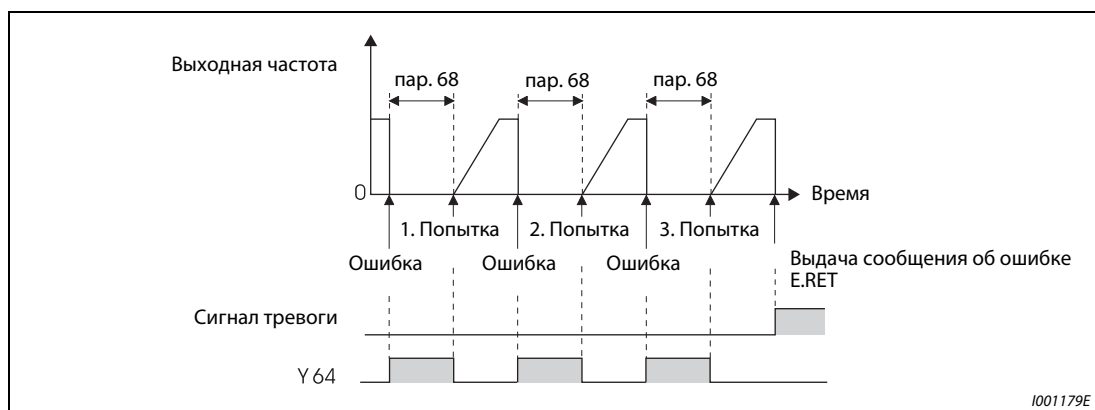 Выходная частота
пар. 68 пар. 68 пар. 68
0
Время
1. Попытка 2. Попытка 3. Попытка
Ошибка Ошибка Ошибка
Выдача сообщения об ошибке
E.RET
Сигнал тревоги
Y 64
I001179E